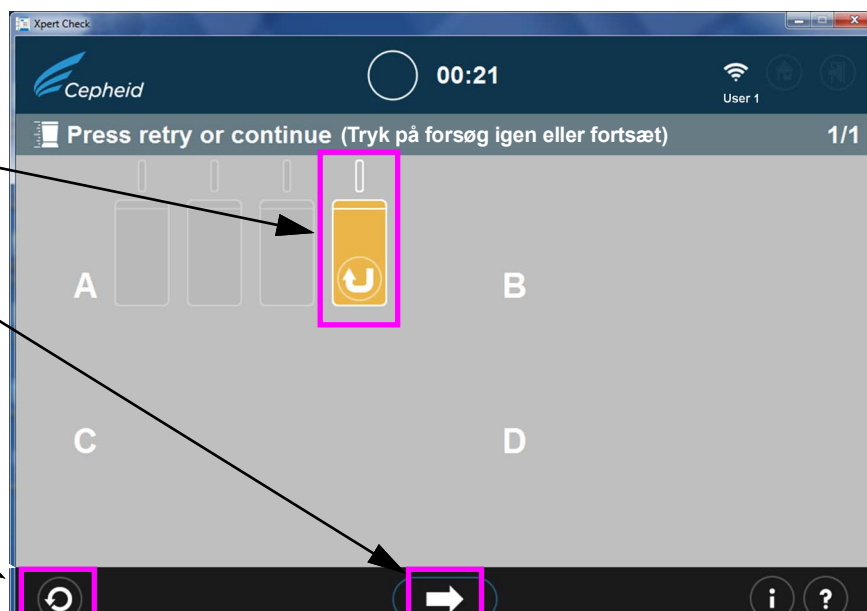 Xpert Check
Cepheid
00:21
User 1
Press retry or continue (Tryk på forsøg igen eller fortsæt)
1/1
A
B
C
D
i
?